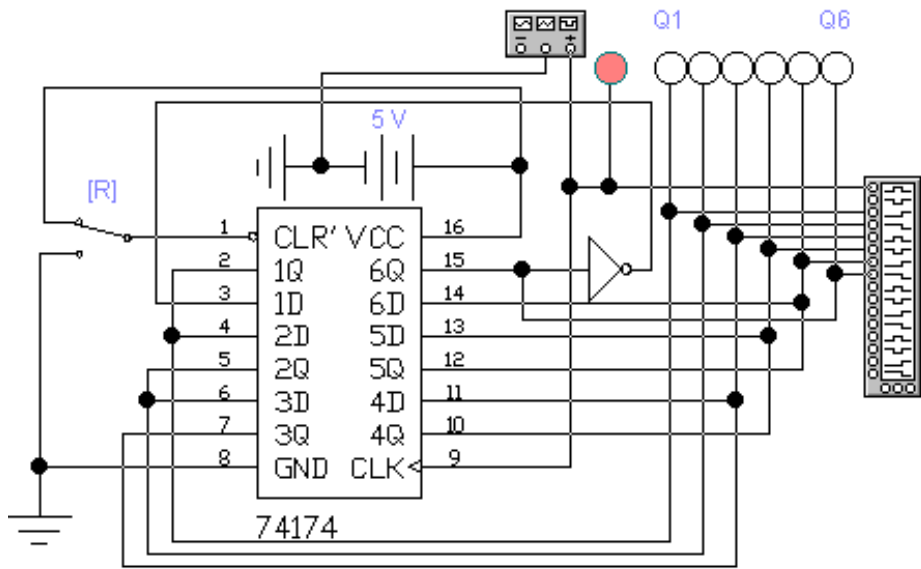 Q1 Q6
5 V
[R]
1 CLR' VCC 16
2 1Q 6Q 15
3 1D 6D 14
4 2D 5D 13
5 2Q 5Q 12
6 3D 4D 11
7 3Q 4Q 10
8 GND CLK 9
74174